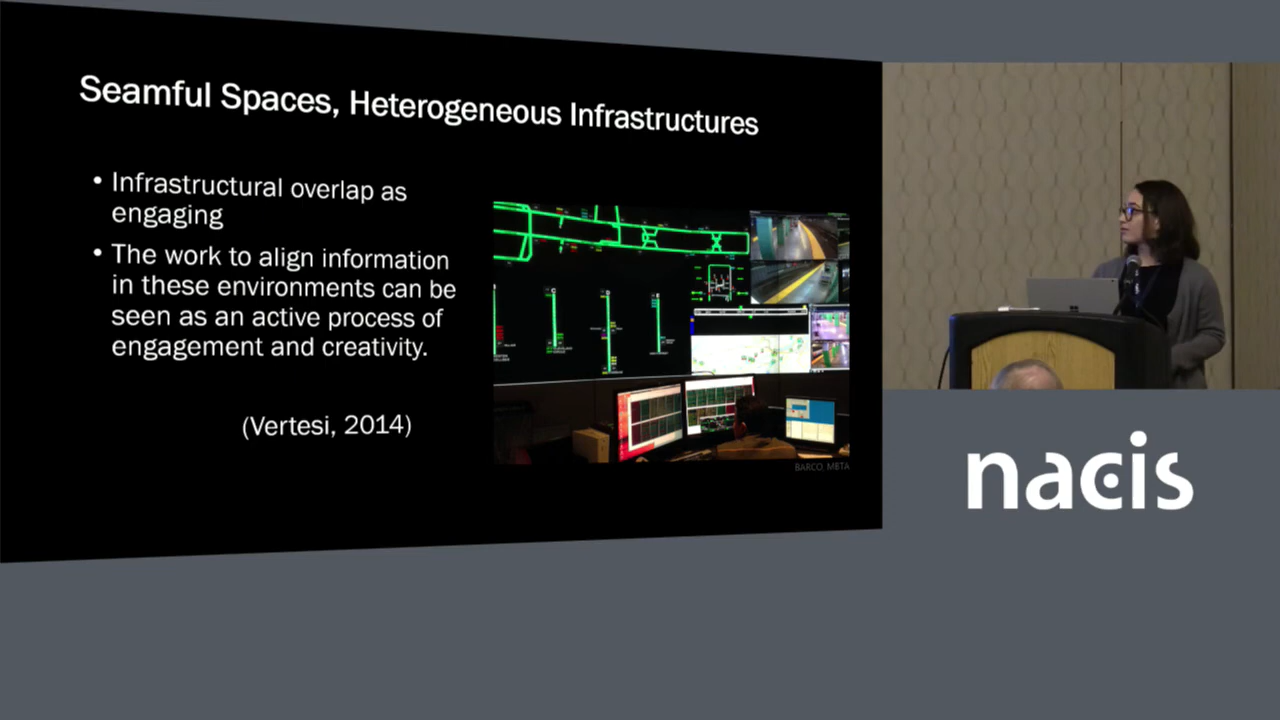 Seamful Spaces, Heterogeneous Infrastructures
• Infrastructural overlap as
engaging
• The work to align information
in these environments can be
seen as an active process of
engagement and creativity.
(Vertesi, 2014)
BARCO, MBTA
nacis